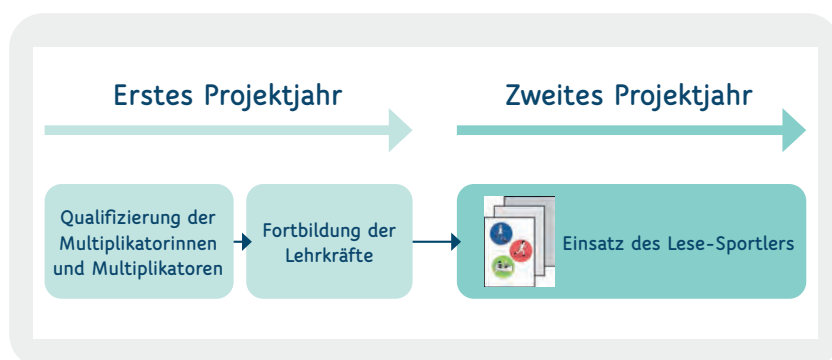 Erstes Projektjahr
Zweites Projektjahr
Qualifizierung der
Multiplikatorinnen
und Multiplikatoren
Fortbildung der
Lehrkräfte
Einsatz des Lese-Sportlers